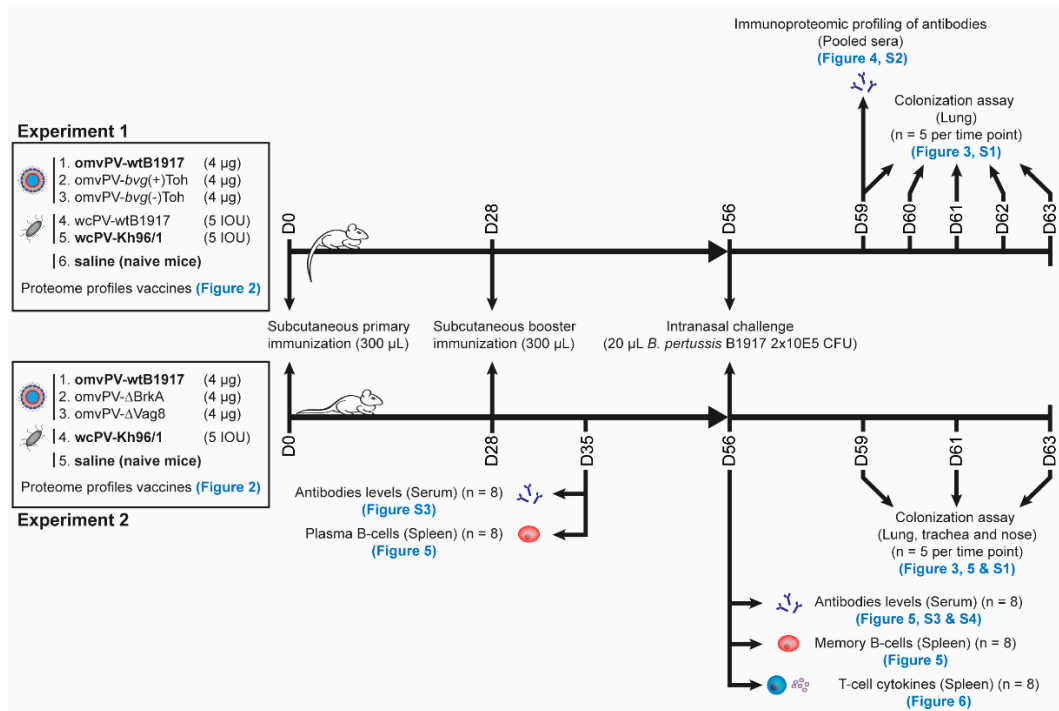 Immunoproteomic profiling of antibodies
(Pooled sera)
(Figure 4, S2)
Colonization assay
(Lung)
(n = 5 per time point)
(Figure 3, S1)
Experiment 1
1. omvPV-wtB1917 (4 µg)
2. omvPV-bvg(+)Toh (4 µg)
3. omvPV-bvg(-)Toh (4 µg)
4. wcPV-wtB1917 (5 IOU)
5. wcPV-Kh96/1 (5 IOU)
6. saline (naive mice)
Proteome profiles vaccines (Figure 2)
D0
D28
D56
D59
D60
D61
D62
D63
Subcutaneous primary
immunization (300 µL)
Subcutaneous booster
immunization (300 µL)
Intranasal challenge
(20 µL B. pertussis B1917 2x10E5 CFU)
1. omvPV-wtB1917 (4 µg)
2. omvPV-ΔBrkA (4 µg)
3. omvPV-ΔVag8 (4 µg)
4. wcPV-Kh96/1 (5 IOU)
5. saline (naive mice)
Proteome profiles vaccines (Figure 2)
Experiment 2
D0
D28
D35
D56
D59
D61
D63
Antibodies levels (Serum) (n = 8)
(Figure S3)
Plasma B-cells (Spleen) (n = 8)
(Figure 5)
Colonization assay
(Lung, trachea and nose)
(n = 5 per time point)
(Figure 3, 5 & S1)
Antibodies levels (Serum) (n = 8)
(Figure 5, S3 & S4)
Memory B-cells (Spleen) (n = 8)
(Figure 5)
T-cell cytokines (Spleen) (n = 8)
(Figure 6)